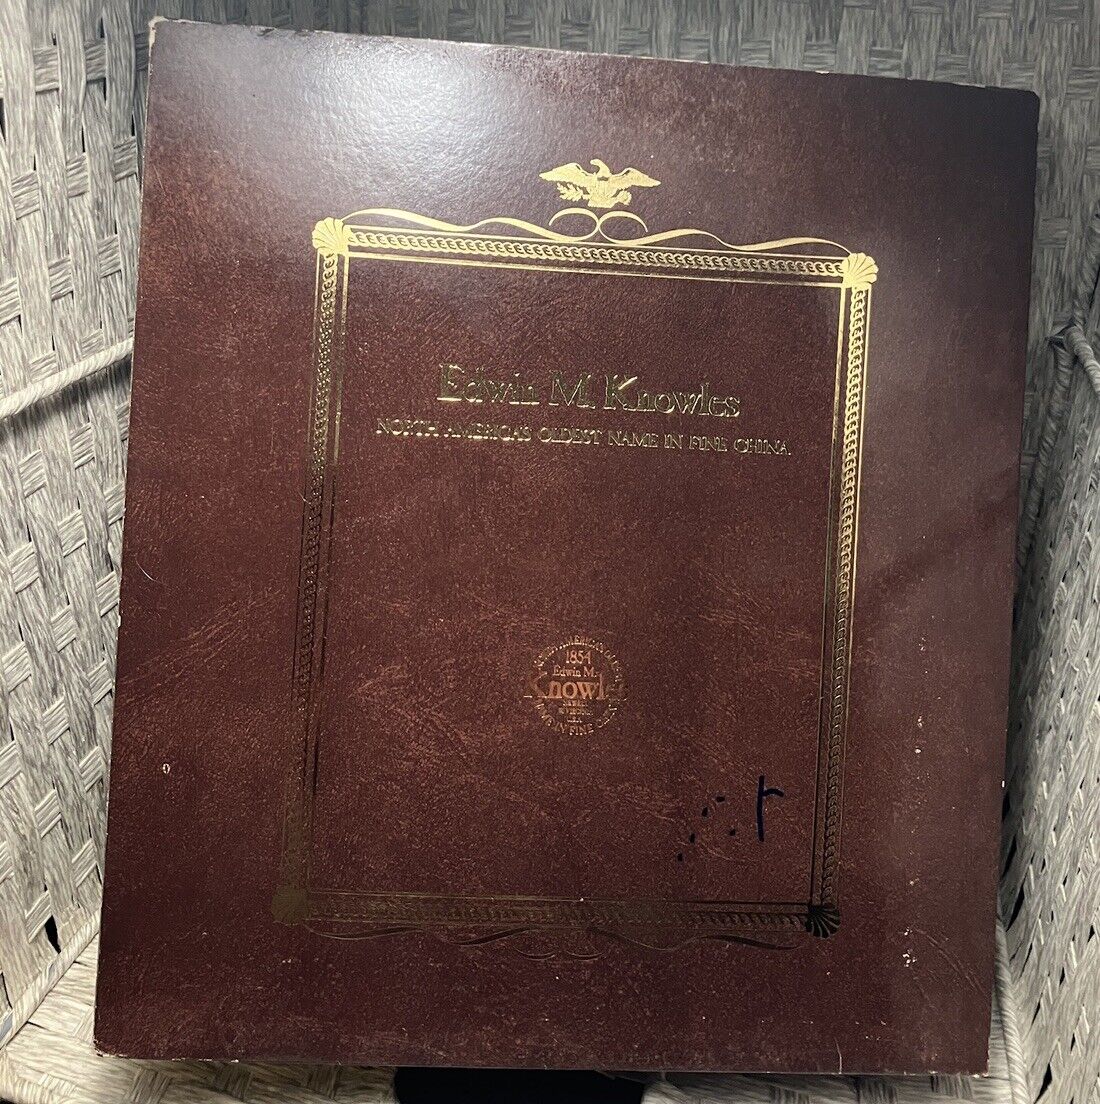 Edwin M. Knowles
NORTH AMERICA'S OLDEST NAME IN FINE CHINA
1854
Edwin M.
Knowles